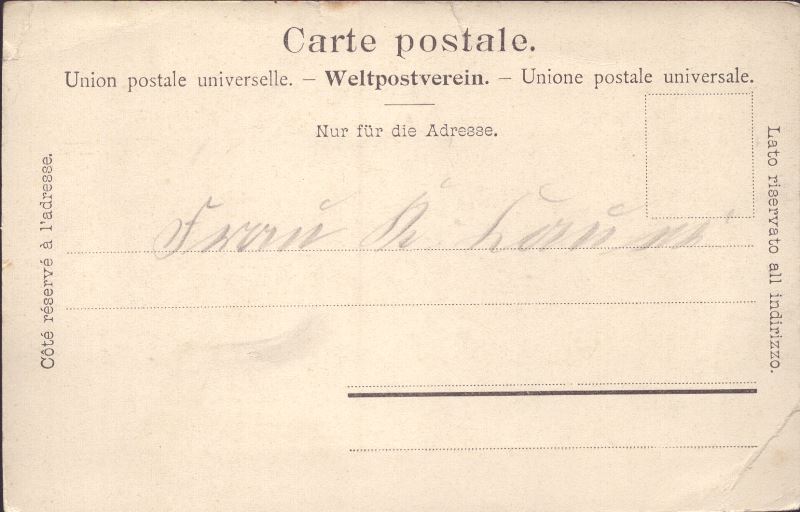 Carte postale.
Union postale universelle. – Weltpostverein. – Unione postale universale.
Nur für die Adresse.
Côté réservé à l'adresse.
Lato riservato all indirizzo.
Frau K.